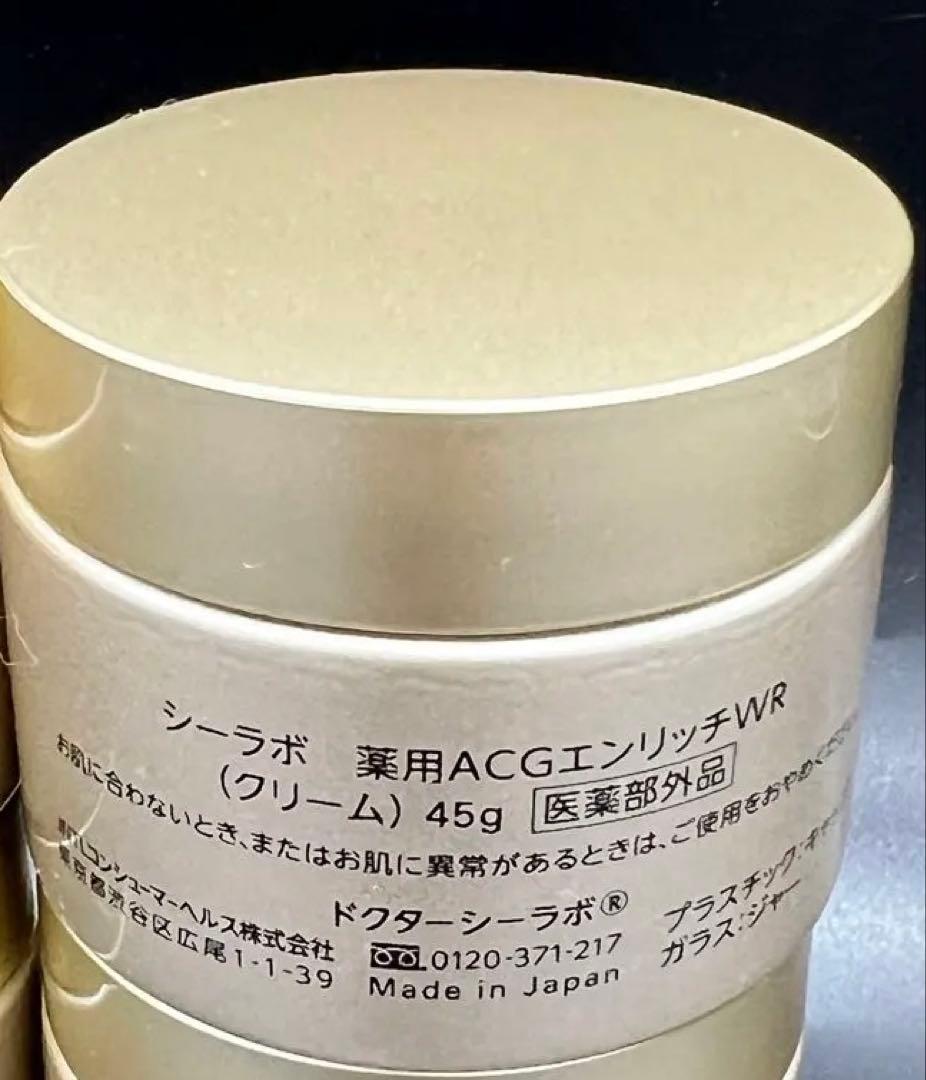 シーラボ 薬用ACGエンリッチWR
(クリーム) 45g 医薬部外品
お肌に合わないとき、またはお肌に異常があるときは、ご使用をおやめください
コンシューマーヘルス株式会社
東京都渋谷区広尾1-1-39
ドクターシーラボ®
0120-371-217
Made in Japan
プラスチック:キャ
ガラス:ジャー